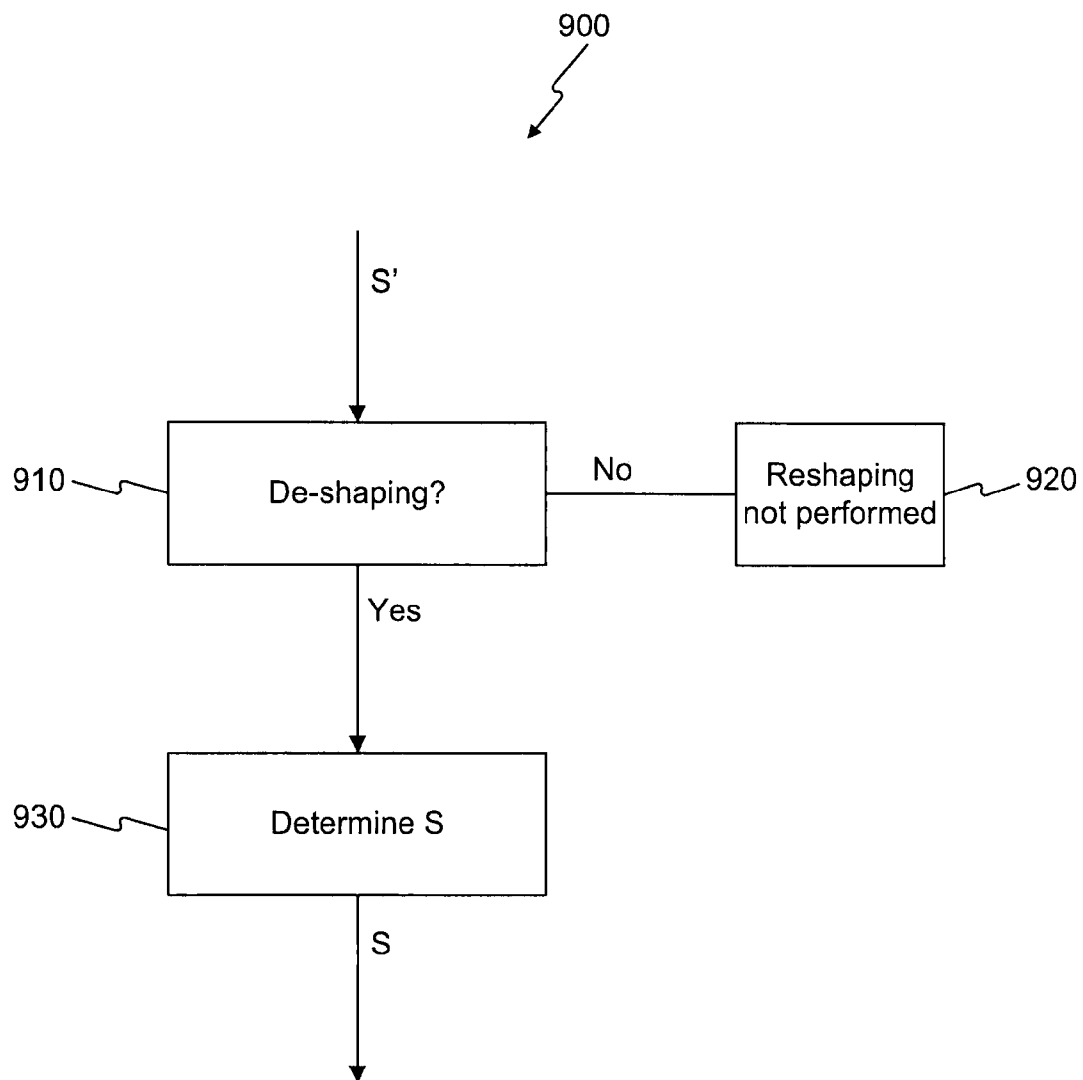 900
S’
910
De-shaping?
No
Reshaping
not performed
920
Yes
930
Determine S
S